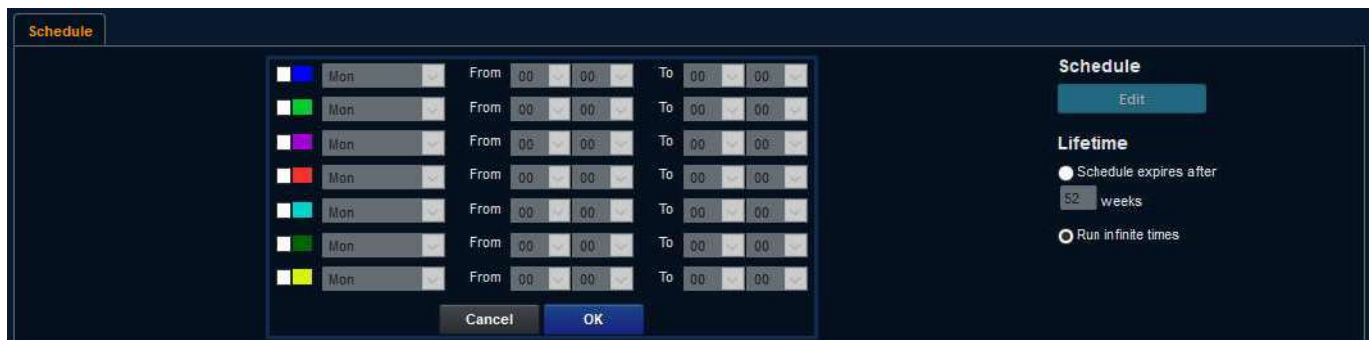 Schedule
Mon From 00 00 To 00 00
Mon From 00 00 To 00 00
Mon From 00 00 To 00 00
Mon From 00 00 To 00 00
Mon From 00 00 To 00 00
Mon From 00 00 To 00 00
Mon From 00 00 To 00 00
Cancel OK
Schedule
Edit
Lifetime
Schedule expires after
52 weeks
Run infinite times